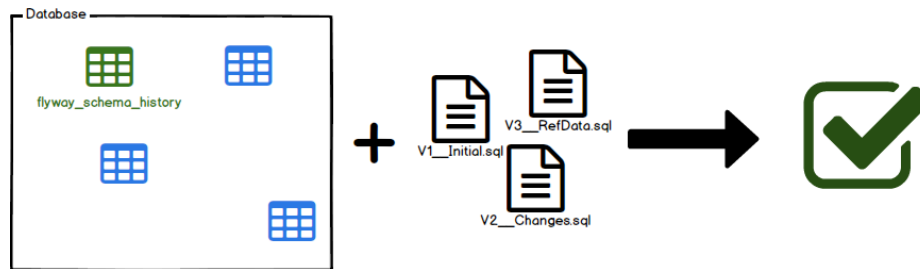 Database
flyway_schema_history
V3__RefData.sql
V1__Initial.sql
V2__Changes.sql